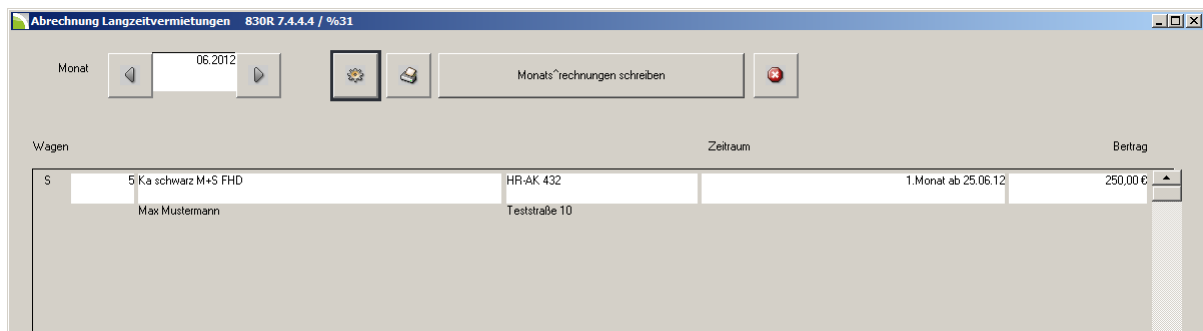 Abrechnung Langzeitvermietungen 830R 7.4.4.4 / %31
Monat 06.2012 Monats^rechnungen schreiben
Wagen Zeitraum Bertrag
S 5 Ka schwarz M+S FHD HR-AK 432 1.Monat ab 25.06.12 250,00 €
Max Mustermann Teststraße 10